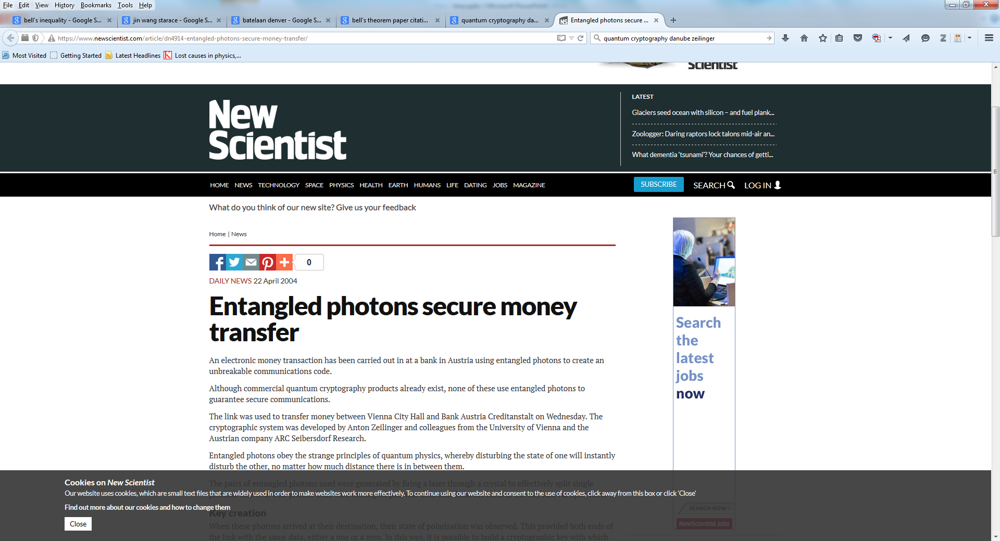 File Edit View History Bookmarks Tools Help
bell's inequality - Google S...
jin wang starace - Google S...
batelaan denver - Google S...
bell's theorem paper citati...
quantum cryptography da...
Entangled photons secure ...
https://www.newscientist.com/article/dn4914-entangled-photons-secure-money-transfer/
quantum cryptography danube zeilinger
Most Visited Getting Started Latest Headlines Lost causes in physics,...
Scientist
New
Scientist
LATEST
Glaciers seed ocean with silicon – and fuel plank...
Zoologger: Daring raptors lock talons mid-air an...
What dementia 'tsunami'? Your chances of getti...
HOME NEWS TECHNOLOGY SPACE PHYSICS HEALTH EARTH HUMANS LIFE DATING JOBS MAGAZINE
SUBSCRIBE SEARCH LOG IN
What do you think of our new site? Give us your feedback
Home | News
0
DAILY NEWS 22 April 2004
Entangled photons secure money
transfer
An electronic money transaction has been carried out in at a bank in Austria using entangled photons to create an
unbreakable communications code.
Although commercial quantum cryptography products already exist, none of these use entangled photons to
guarantee secure communications.
The link was used to transfer money between Vienna City Hall and Bank Austria Creditanstalt on Wednesday. The
cryptographic system was developed by Anton Zeilinger and colleagues from the University of Vienna and the
Austrian company ARC Seibersdorf Research.
Entangled photons obey the strange principles of quantum physics, whereby disturbing the state of one will instantly
disturb the other, no matter how much distance there is in between them.
The pairs of entangled photons used were generated by firing a laser through a crystal to effectively split single
Key creation
When these photons arrived at their destination, their state of polarisation was observed. This provided both ends of
the link with the same data, either a one or a zero. In this way, it is possible to build a cryptographic key with which
Search
the
latest
jobs
now
SEARCH NOW
NewScientist Jobs
Cookies on New Scientist
Our website uses cookies, which are small text files that are widely used in order to make websites work more effectively. To continue using our website and consent to the use of cookies, click away from this box or click 'Close'
Find out more about our cookies and how to change them
Close